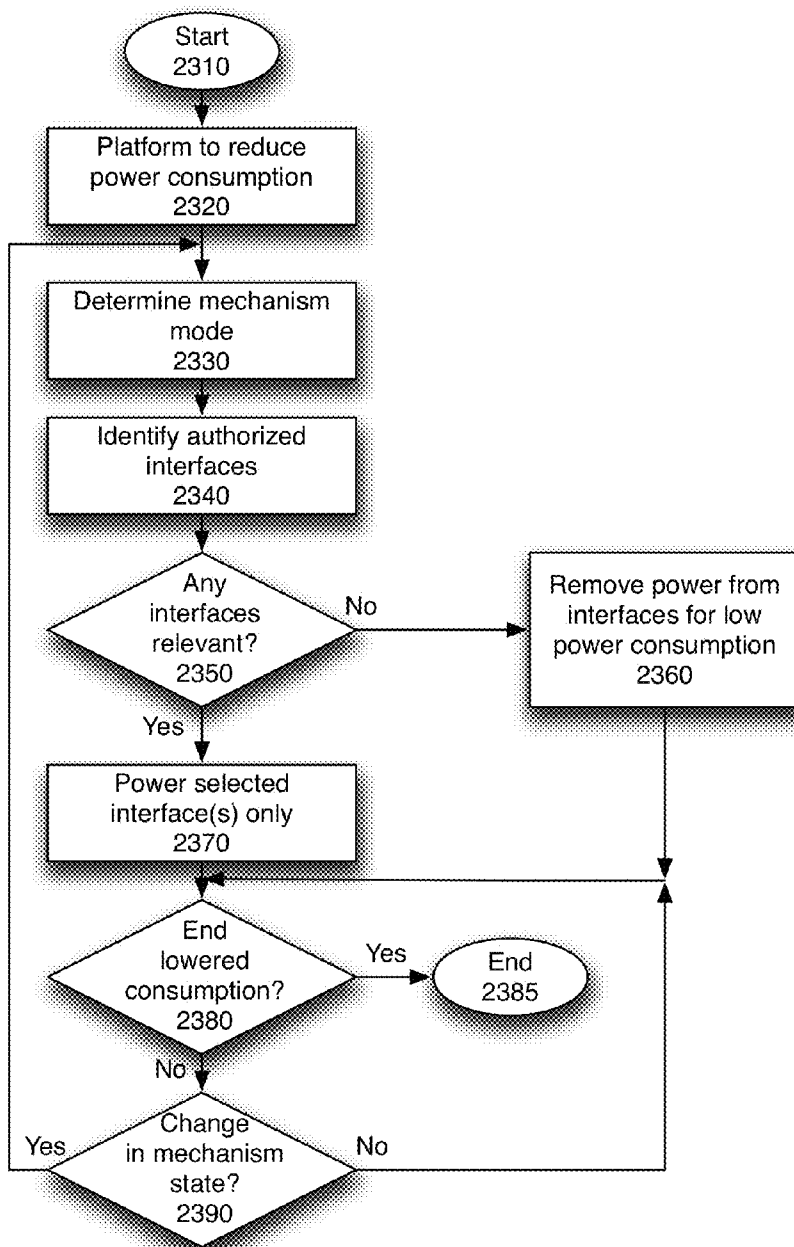 Start
2310
Platform to reduce
power consumption
2320
Determine mechanism
mode
2330
Identify authorized
interfaces
2340
Any
interfaces
relevant?
2350
No
Remove power from
interfaces for low
power consumption
2360
Yes
Power selected
interface(s) only
2370
End
lowered
consumption?
2380
Yes
End
2385
No
Change
in mechanism
state?
2390
Yes
No